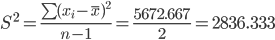 S² = ∑(xᵢ − x̅)² / n − 1 = 5672.667 / 2 = 2836.333